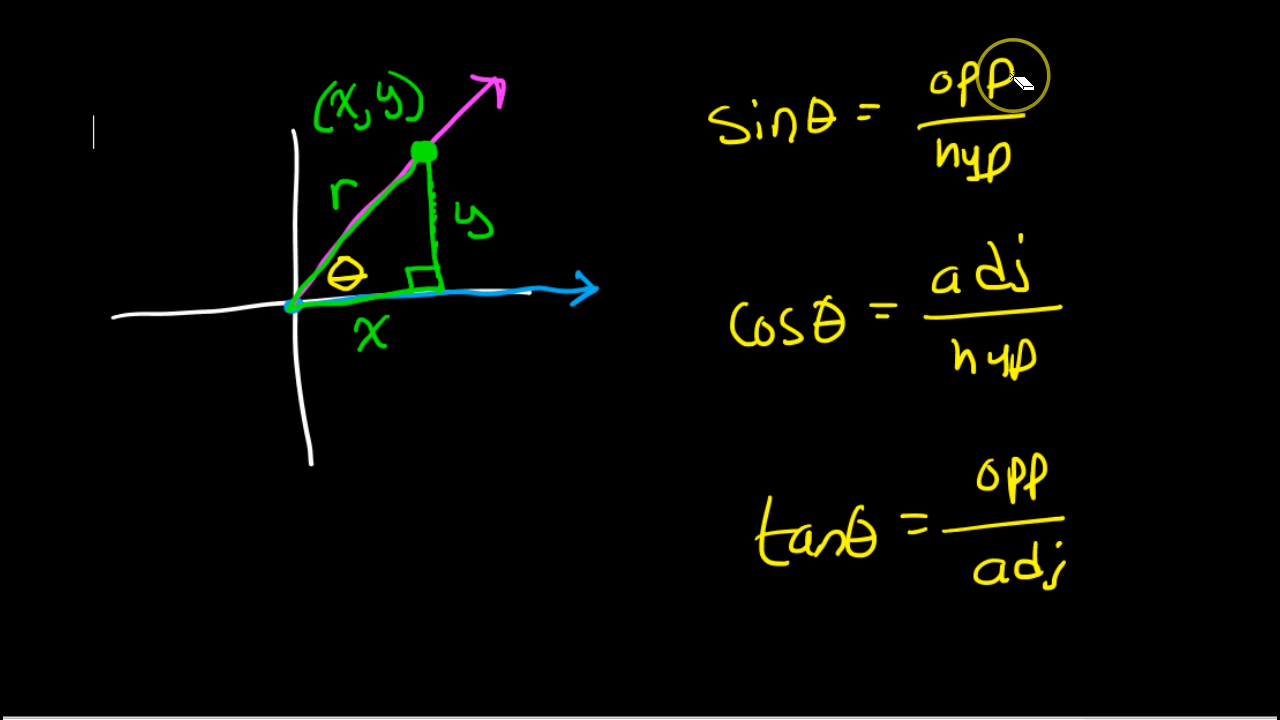 (x, y)
r
y
θ
x
sinθ = opp/hyp
cosθ = adj/hyp
tanθ = opp/adj